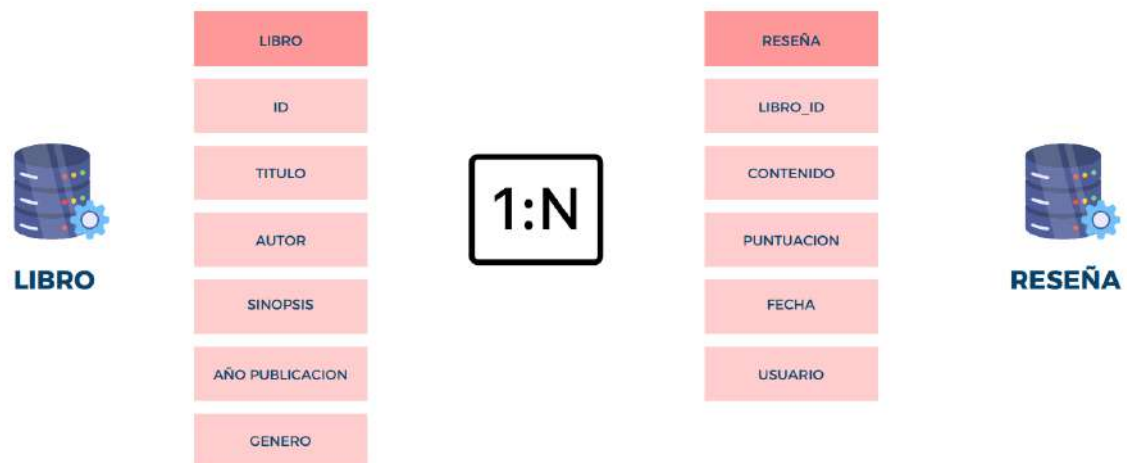 LIBRO
ID
TITULO
AUTOR
SINOPSIS
AÑO PUBLICACION
GENERO
LIBRO
1:N
RESEÑA
LIBRO_ID
CONTENIDO
PUNTUACION
FECHA
USUARIO
RESEÑA